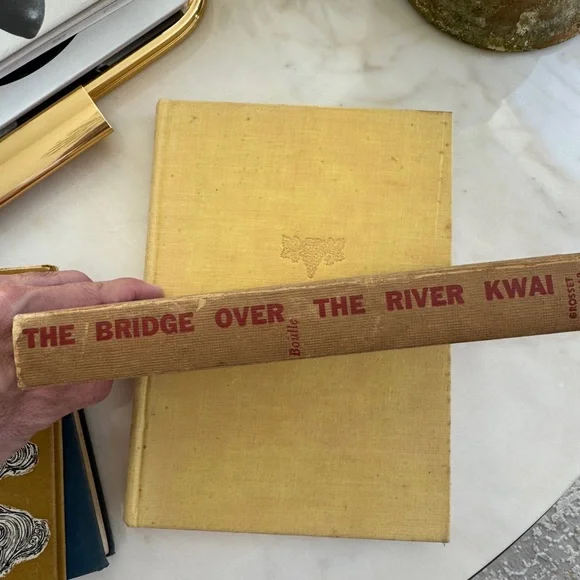 THE BRIDGE OVER THE RIVER KWAI
Boulle
GROSSET